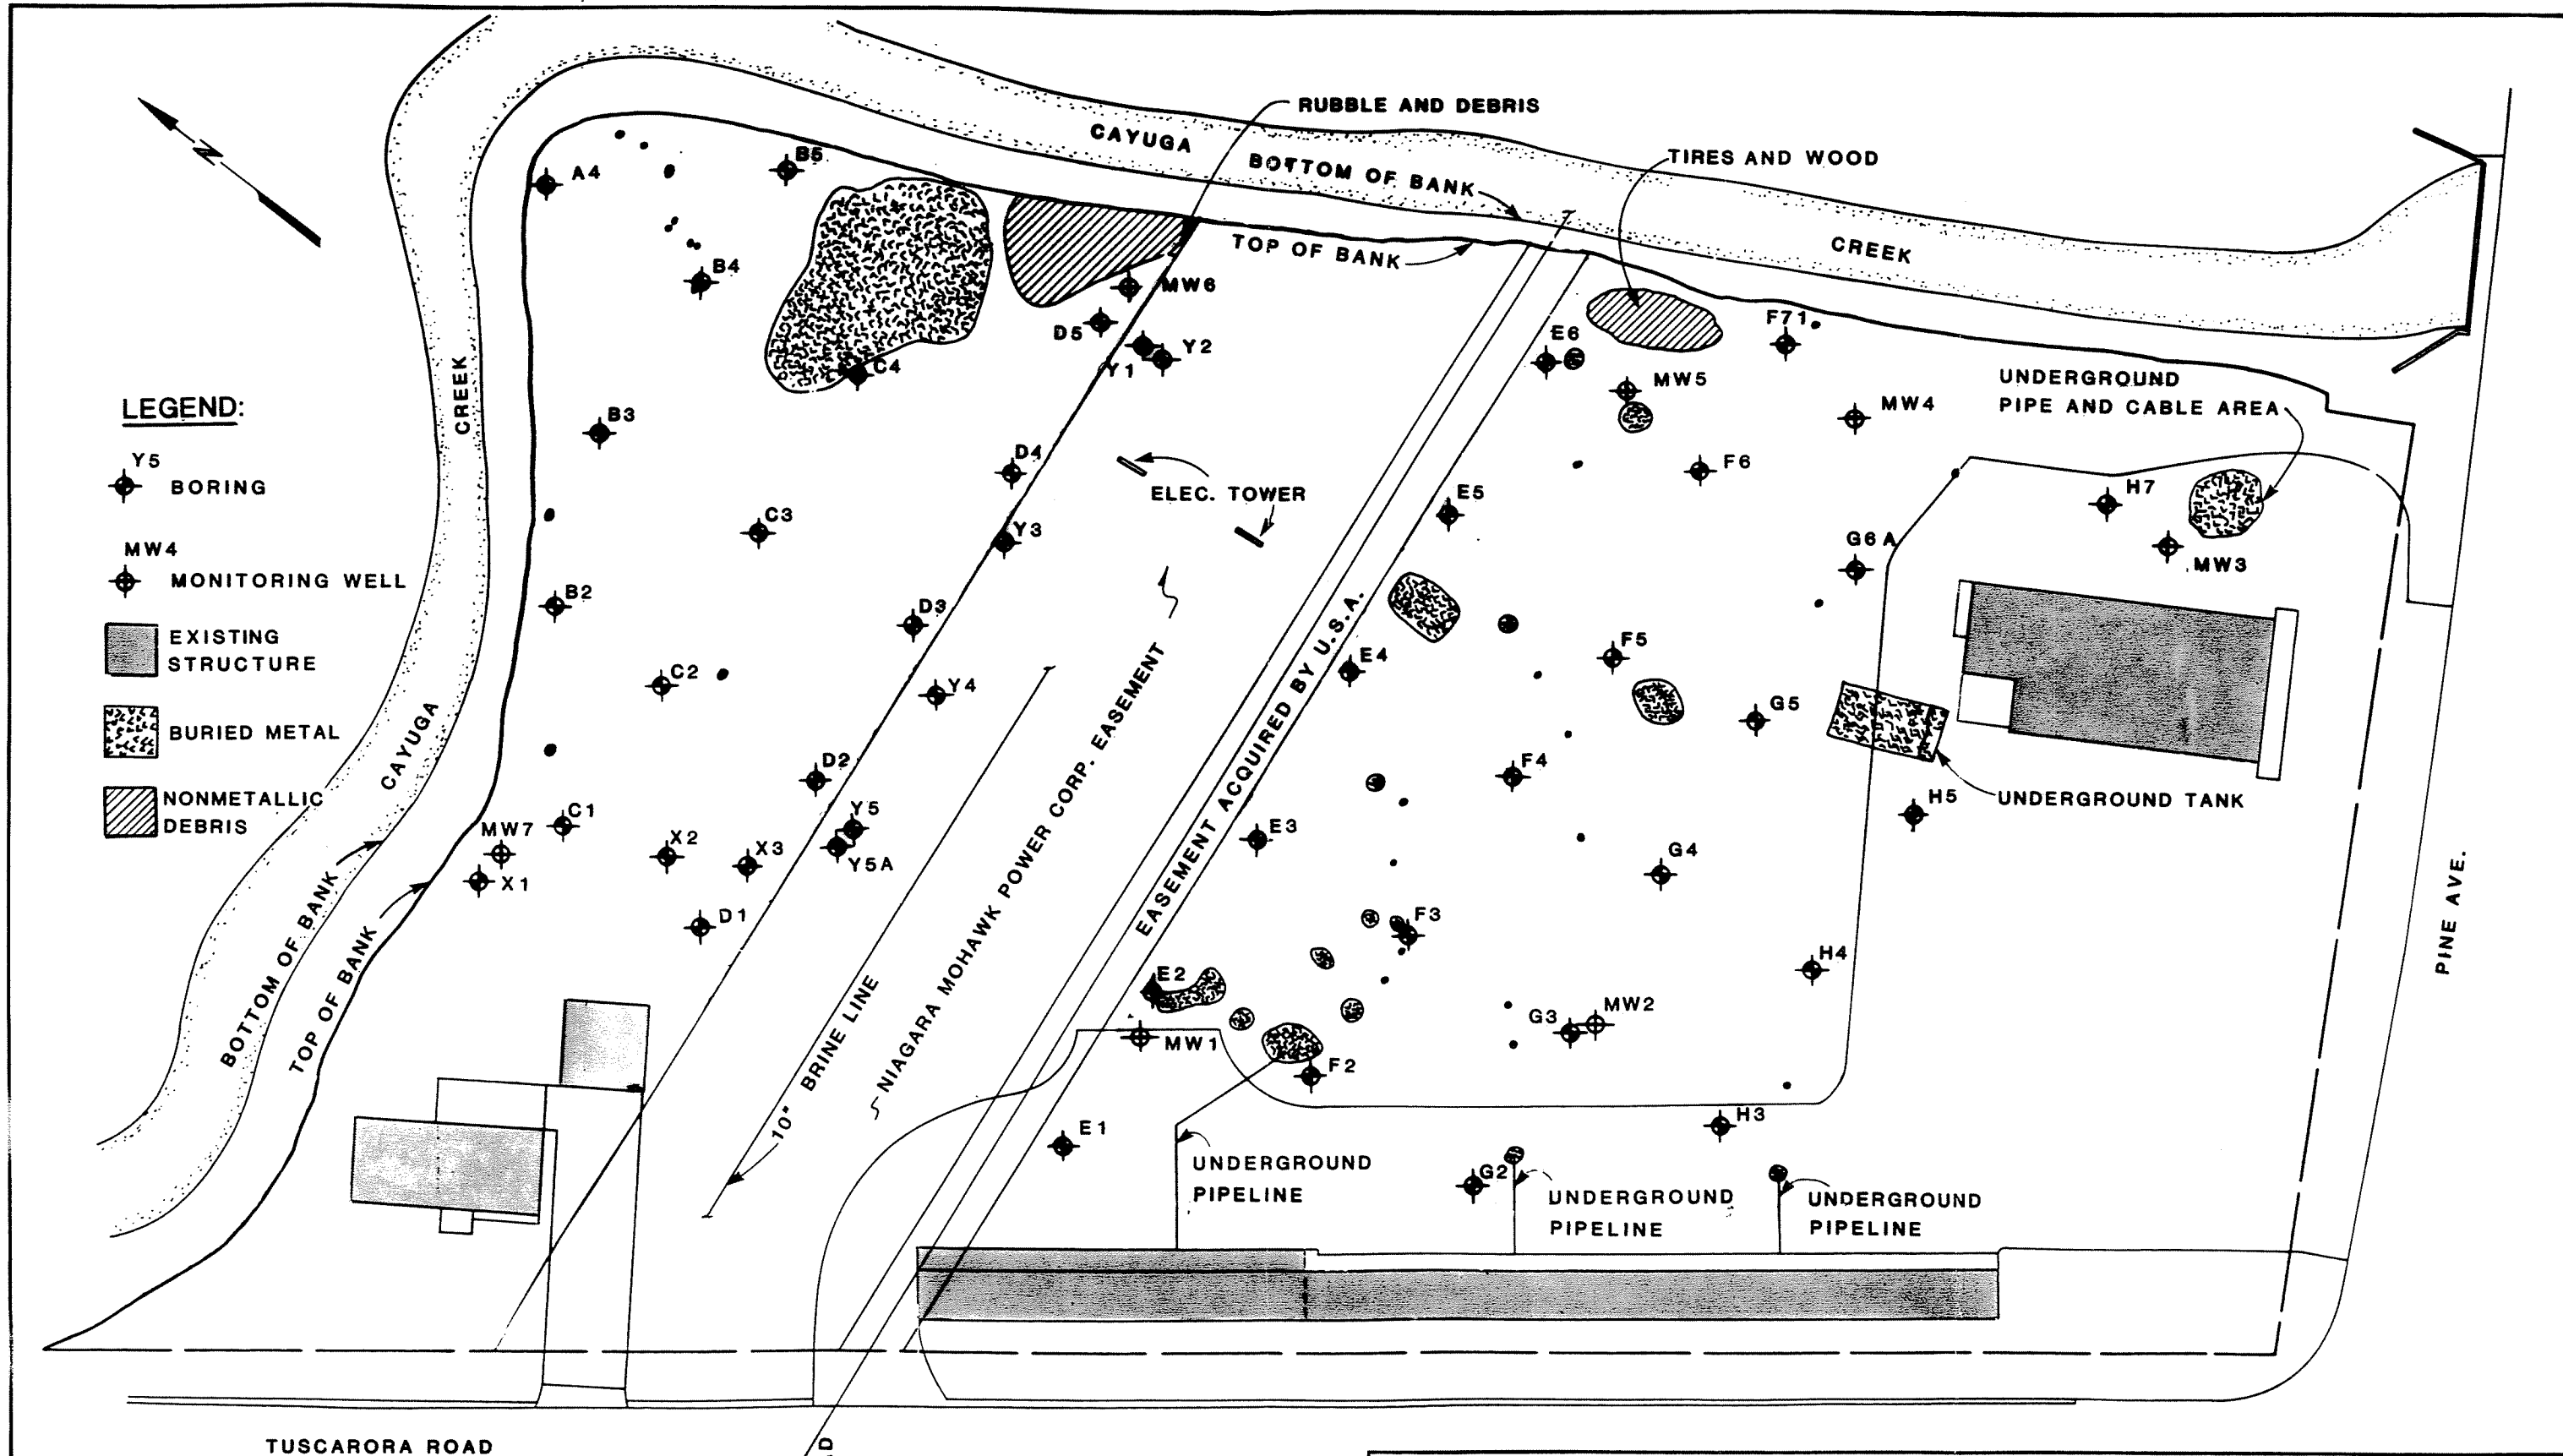 RUBBLE AND DEBRIS
CAYUGA
BOTTOM OF BANK
TIRES AND WOOD
N
A4
B5
B4
TOP OF BANK
CREEK
MW6
D5
Y2
Y1
C4
E6
F71
MW5
MW4
UNDERGROUND
PIPE AND CABLE AREA
CREEK
LEGEND:
Y5
BORING
MW4
MONITORING WELL
EXISTING
STRUCTURE
BURIED METAL
NONMETALLIC
DEBRIS
B3
D4
ELEC. TOWER
F6
E5
H7
C3
Y3
G6A
MW3
B2
D3
F5
E4
C2
Y4
G5
CAYUGA
D2
F4
UNDERGROUND TANK
H5
MW7
C1
Y5
E3
X2
X3
Y5A
X1
G4
D1
F3
H4
E2
MW1
G3
MW2
F2
BOTTOM OF BANK
TOP OF BANK
10" BRINE LINE
NIAGARA MOHAWK POWER CORP. EASEMENT
EASEMENT ACQUIRED BY U.S.A.
PINE AVE.
E1
H3
G2
UNDERGROUND
PIPELINE
UNDERGROUND
PIPELINE
UNDERGROUND
PIPELINE
TUSCARORA ROAD
D